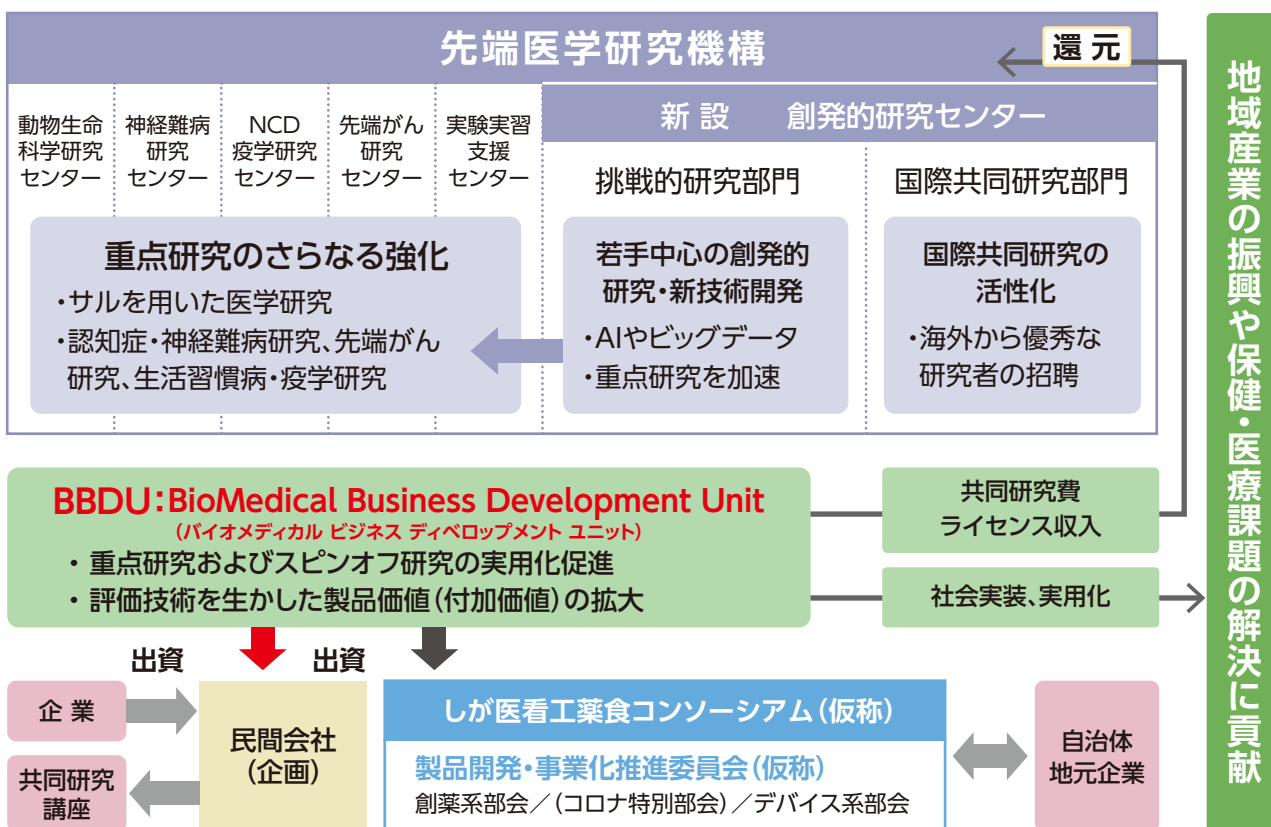 先端医学研究機構
還元
動物生命
科学研究
センター
神経難病
研究
センター
NCD
疫学研究
センター
先端がん
研究
センター
実験実習
支援
センター
新設 創発的研究センター
挑戦的研究部門
国際共同研究部門
重点研究のさらなる強化
・サルを用いた医学研究
・認知症・神経難病研究、先端がん
研究、生活習慣病・疫学研究
若手中心の創発的
研究・新技術開発
・AIやビッグデータ
・重点研究を加速
国際共同研究の
活性化
・海外から優秀な
研究者の招聘
BBDU：BioMedical Business Development Unit
（バイオメディカル ビジネス ディベロップメント ユニット）
・重点研究およびスピンオフ研究の実用化促進
・評価技術を生かした製品価値（付加価値）の拡大
共同研究費
ライセンス収入
社会実装、実用化
出資
出資
企業
共同研究
講座
民間会社
（企画）
しが医看工薬食コンソーシアム（仮称）
製品開発・事業化推進委員会（仮称）
創薬系部会／（コロナ特別部会）／デバイス系部会
自治体
地元企業
地域産業の振興や保健・医療課題の解決に貢献